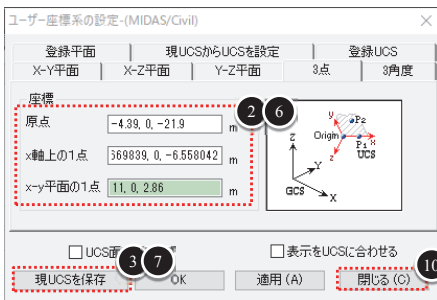 ユーザー座標系の設定-(MIDAS/Civil)
登録平面 現UCSからUCSを設定 登録UCS
X-Y平面 X-Z平面 Y-Z平面 3点 3角度
座標
原点 -4.39, 0, -21.9 m
x軸上の1点 669839, 0, -6.558042 m
x-y平面の1点 11, 0, 2.86 m
2 6
y P2
Z Origin x
P1
Y UCS
GCS X
UCS面
表示をUCSに合わせる
3 7 10
現UCSを保存 OK 適用(A) 閉じる(C)